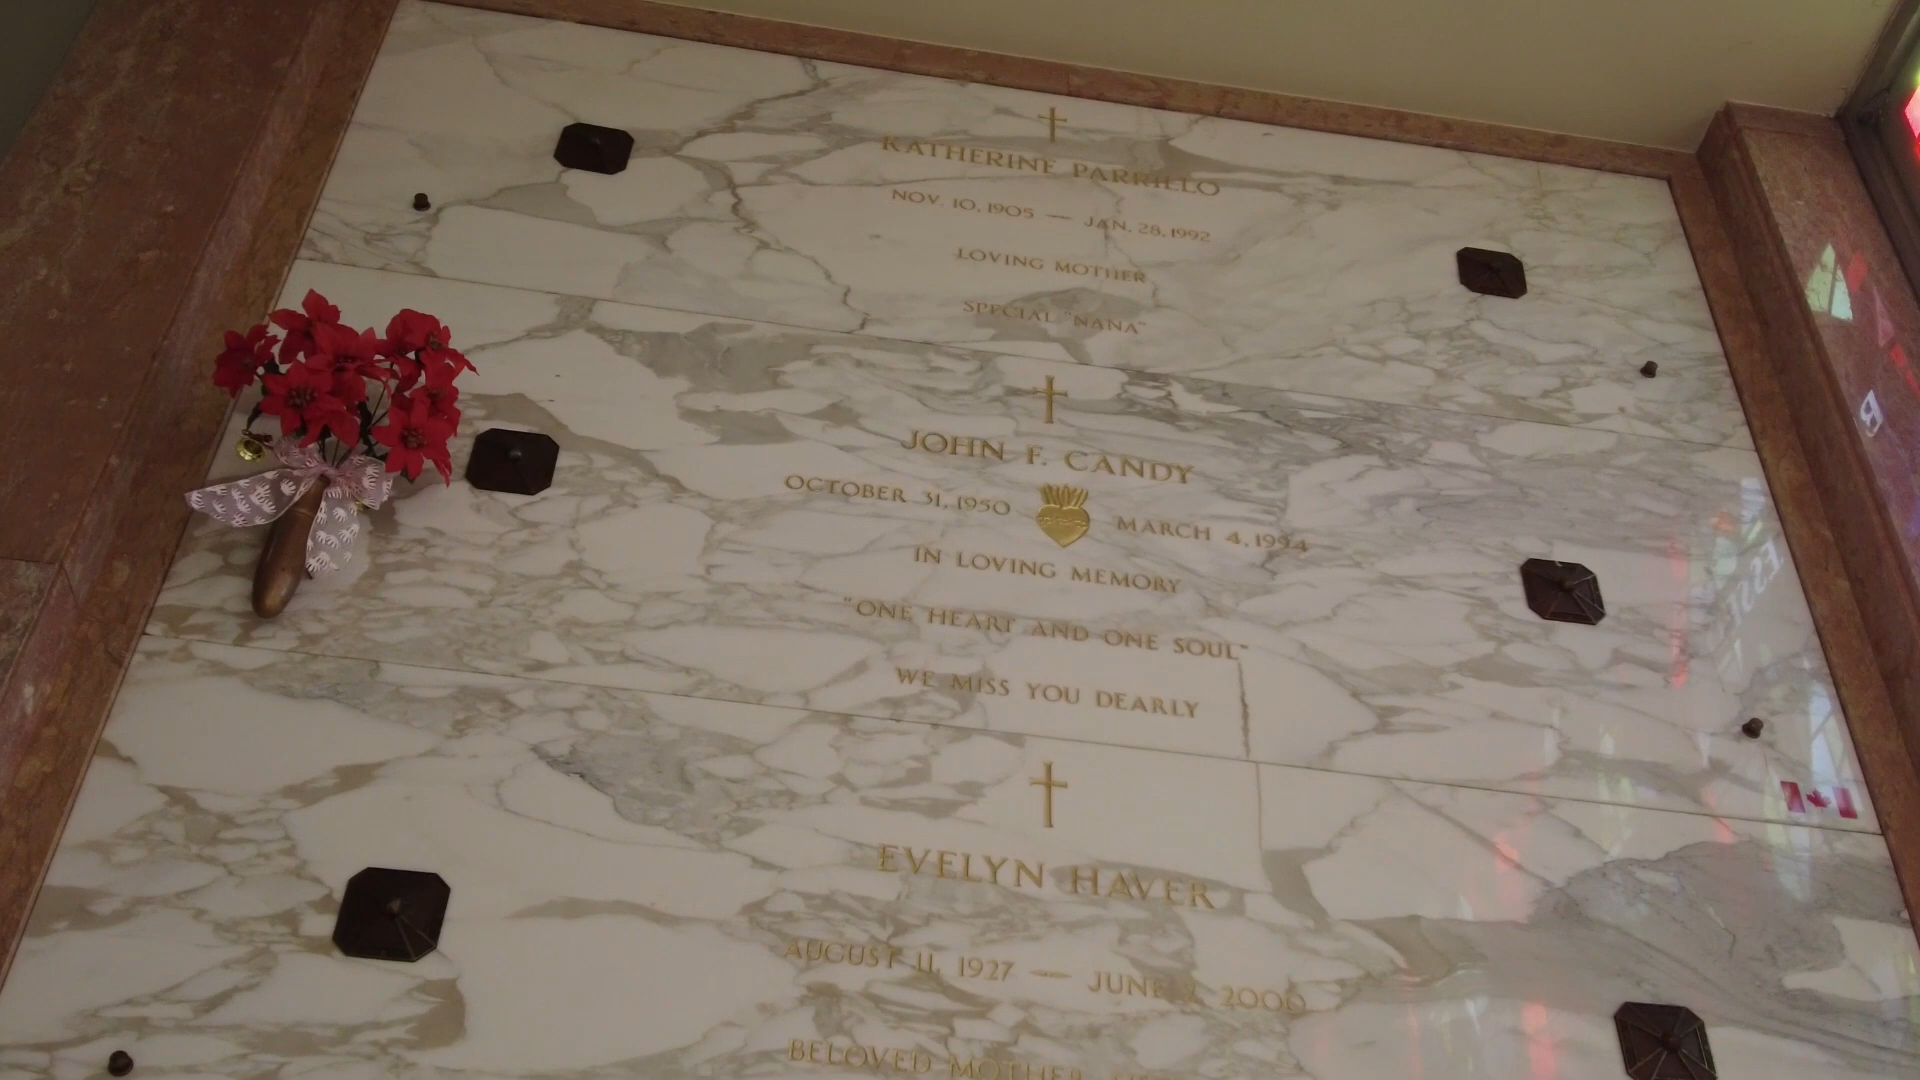 KATHERINE PARRILLO
NOV. 10, 1905 — JAN. 28, 1992
LOVING MOTHER
SPECIAL "NANA"
JOHN F. CANDY
OCTOBER 31, 1950 MARCH 4, 1994
IN LOVING MEMORY
"ONE HEART AND ONE SOUL"
WE MISS YOU DEARLY
EVELYN HAVER
AUGUST 11, 1927 — JUNE 2000
BELOVED MOTHER